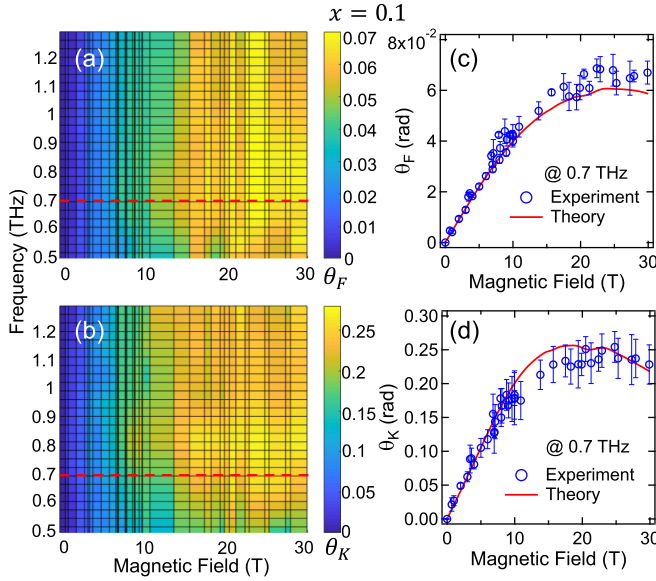 x = 0.1
(a)
Frequency (THz)
1.2
1.1
1
0.9
0.8
0.7
0.6
0.5
0
10
20
30
0.07
0.06
0.05
0.04
0.03
0.02
0.01
0
θF
(b)
1.2
1.1
1
0.9
0.8
0.7
0.6
0.5
0
10
20
30
Magnetic Field (T)
0.25
0.20
0.15
0.10
0.05
0
θK
(c)
8x10-2
6
4
2
0
θF (rad)
@ 0.7 THz
Experiment
Theory
0
10
20
30
Magnetic Field (T)
(d)
0.30
0.25
0.20
0.15
0.10
0.05
0.00
θK (rad)
@ 0.7 THz
Experiment
Theory
0
10
20
30
Magnetic Field (T)